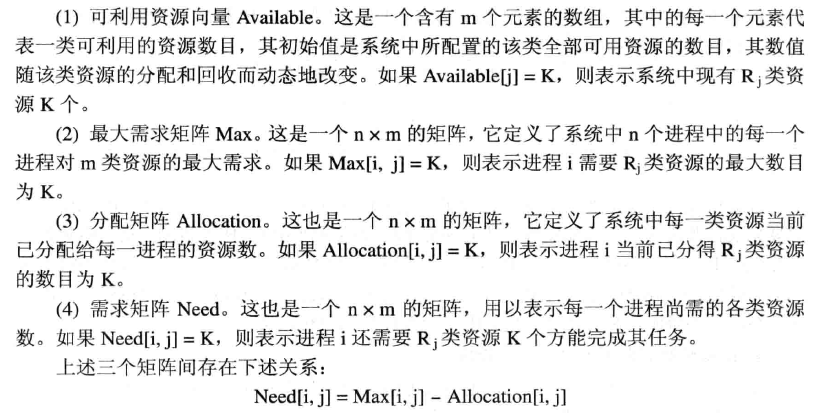 (1) 可利用资源向量 Available。这是一个含有 m 个元素的数组，其中的每一个元素代
表一类可利用的资源数目，其初始值是系统中所配置的该类全部可用资源的数目，其数值
随该类资源的分配和回收而动态地改变。如果 Available[j] = K，则表示系统中现有 Rj类资
源 K 个。
(2) 最大需求矩阵 Max。这是一个 n × m 的矩阵，它定义了系统中 n 个进程中的每一个
进程对 m 类资源的最大需求。如果 Max[i, j] = K，则表示进程 i 需要 Rj类资源的最大数目
为 K。
(3) 分配矩阵 Allocation。这也是一个 n × m 的矩阵，它定义了系统中每一类资源当前
已分配给每一进程的资源数。如果 Allocation[i, j] = K，则表示进程 i 当前已分得 Rj类资源
的数目为 K。
(4) 需求矩阵 Need。这也是一个 n × m 的矩阵，用以表示每一个进程尚需的各类资源
数。如果 Need[i, j] = K，则表示进程 i 还需要 Rj类资源 K 个方能完成其任务。
上述三个矩阵间存在下述关系：
Need[i, j] = Max[i, j] − Allocation[i, j]